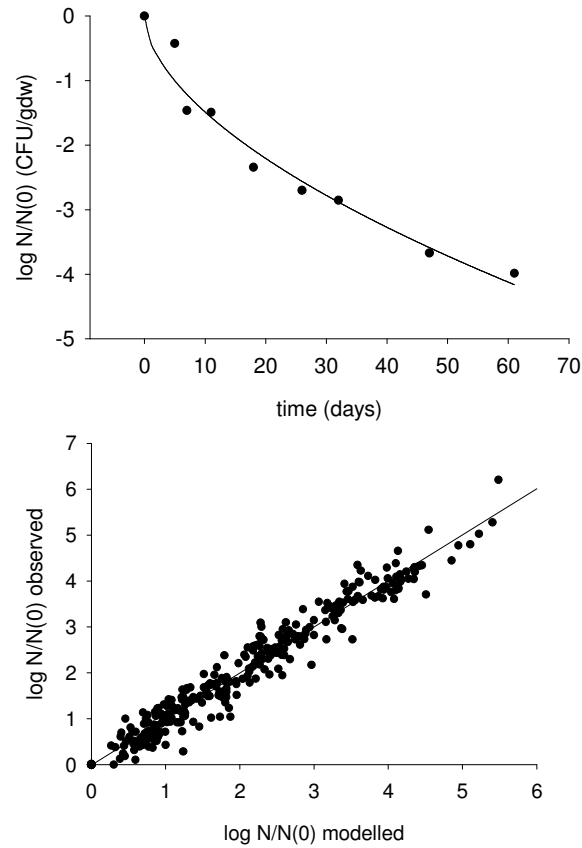 0
-1
-2
-3
-4
-5
log N/N(0) (CFU/gdw)
0 10 20 30 40 50 60 70
time (days)
7
6
5
4
3
2
1
0
log N/N(0) observed
0 1 2 3 4 5 6
log N/N(0) modelled